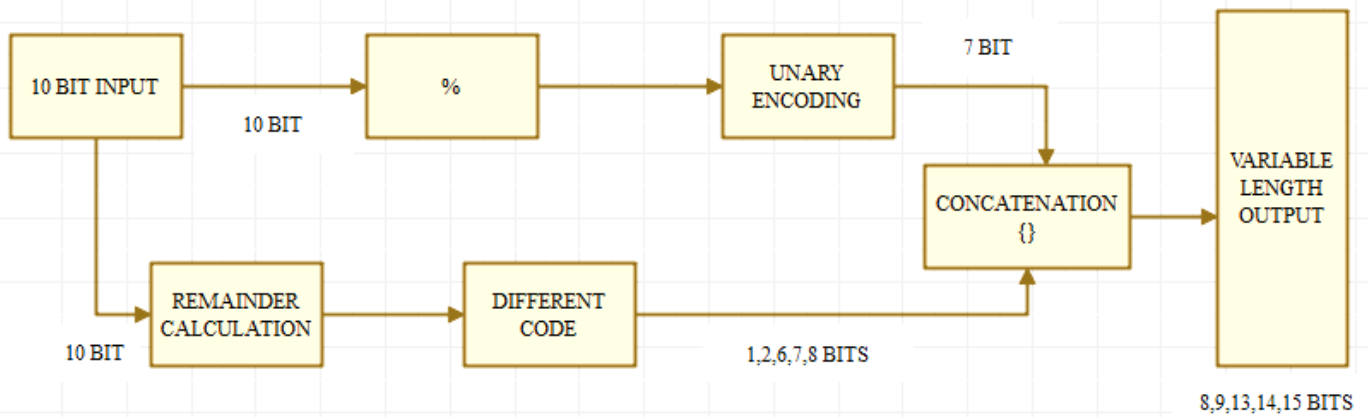 10 BIT INPUT
10 BIT
%
UNARY
ENCODING
7 BIT
CONCATENATION
{}
VARIABLE
LENGTH
OUTPUT
REMAINDER
CALCULATION
10 BIT
DIFFERENT
CODE
1,2,6,7,8 BITS
8,9,13,14,15 BITS